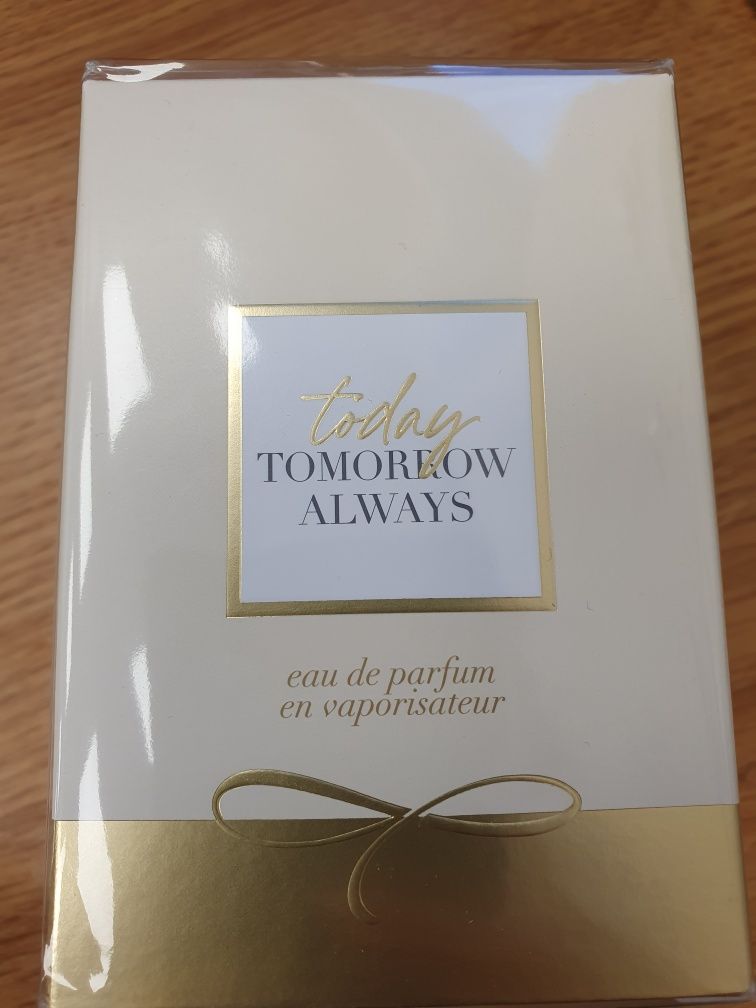 today
TOMORROW
ALWAYS
eau de parfum
en vaporisateur